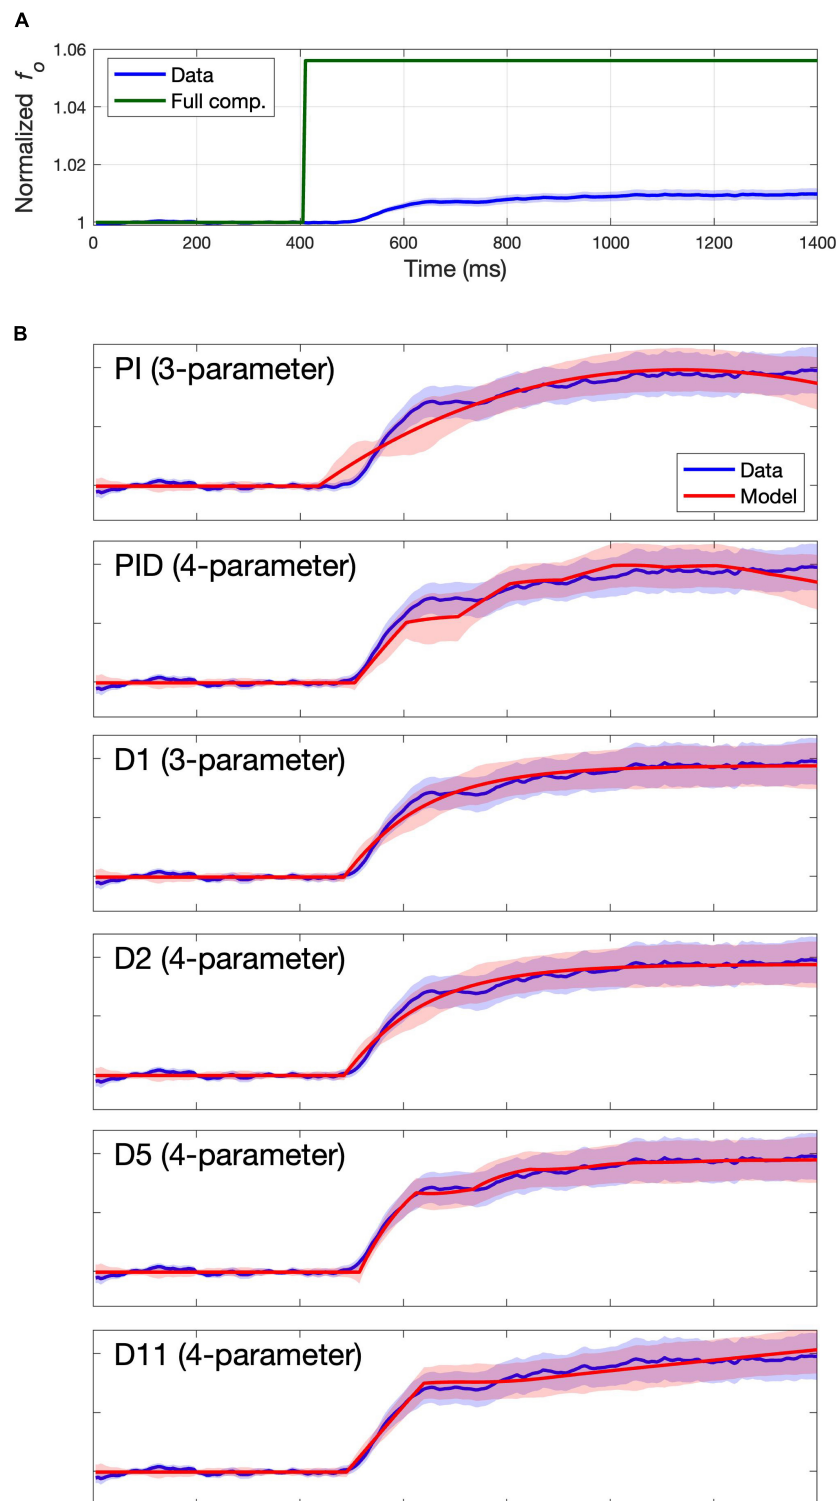 A
Normalized fo
1.06
1.04
1.02
1
Data
Full comp.
0 200 400 600 800 1000 1200 1400
Time (ms)
B
PI (3-parameter)
Data
Model
PID (4-parameter)
D1 (3-parameter)
D2 (4-parameter)
D5 (4-parameter)
D11 (4-parameter)